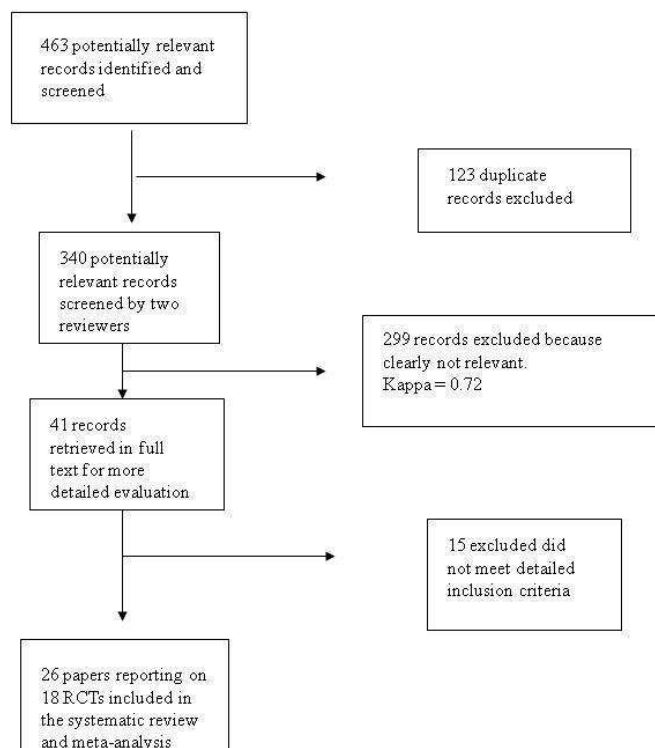 463 potentially relevant
records identified and
screened
123 duplicate
records excluded
340 potentially
relevant records
screened by two
reviewers
299 records excluded because
clearly not relevant.
Kappa = 0.72
41 records
retrieved in full
text for more
detailed evaluation
15 excluded did
not meet detailed
inclusion criteria
26 papers reporting on
18 RCTs included in
the systematic review
and meta-analysis